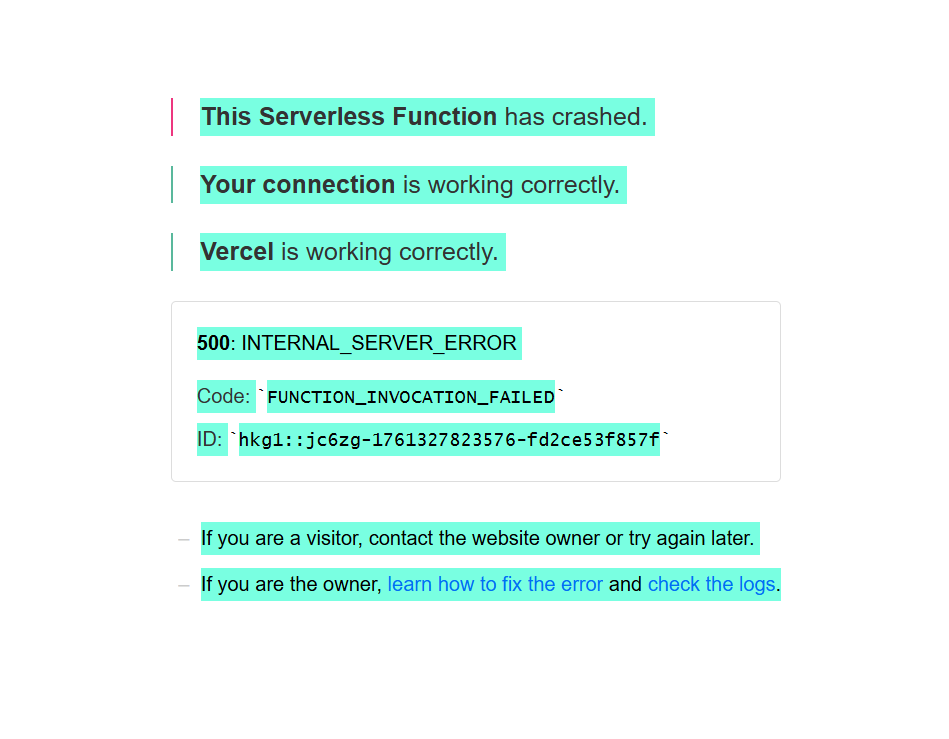 This Serverless Function has crashed.
Your connection is working correctly.
Vercel is working correctly.
500: INTERNAL_SERVER_ERROR
Code: `FUNCTION_INVOCATION_FAILED`
ID: `hkg1::jc6zg-1761327823576-fd2ce53f857f`
– If you are a visitor, contact the website owner or try again later.
– If you are the owner, learn how to fix the error and check the logs.